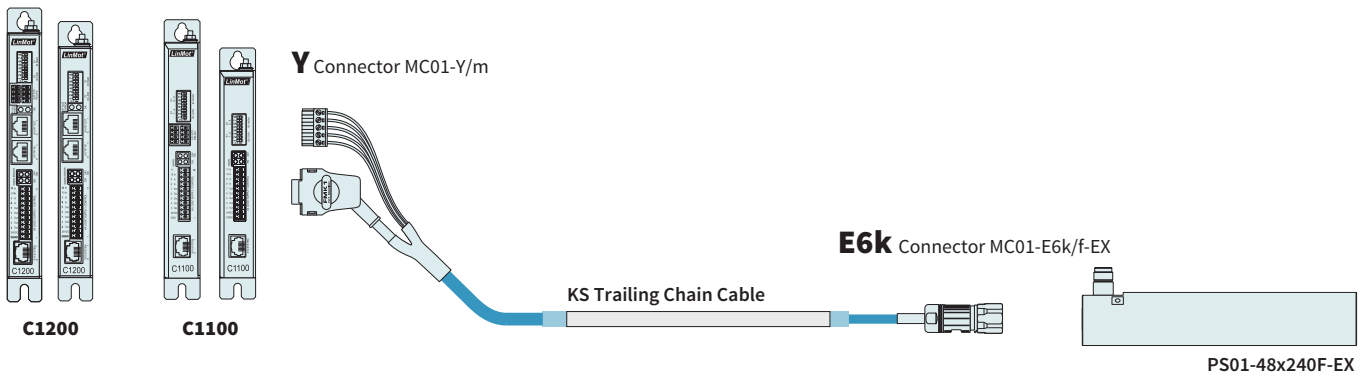 LinMot®
LinMot®
LinMot®
LinMot®
Y Connector MC01-Y/m
FMK1
E6k Connector MC01-E6k/f-EX
KS Trailing Chain Cable
C1200
C1200
C1100
C1100
C1200
C1100
PS01-48x240F-EX